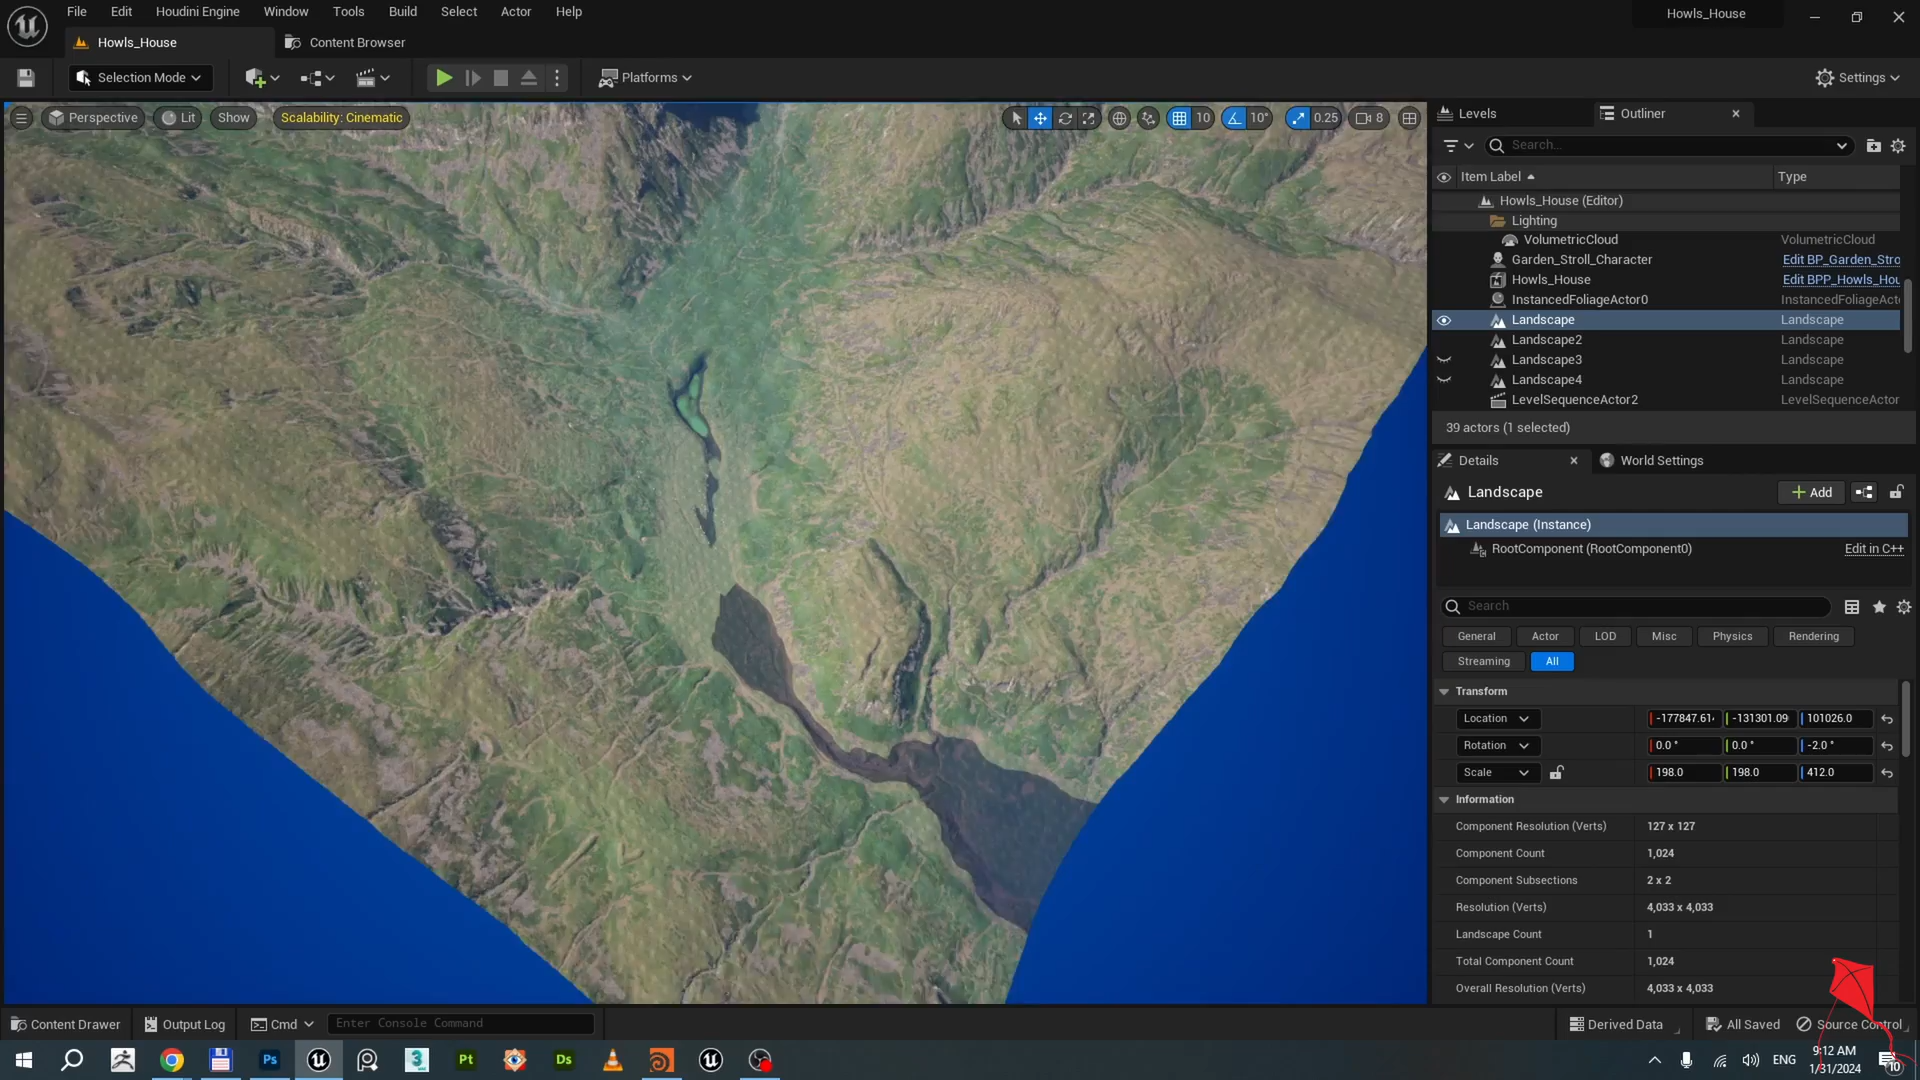 File Edit Houdini Engine Window Tools Build Select Actor Help Howls_House
Howls_House Content Browser
Selection Mode Platforms Settings
Perspective Lit Show Scalability: Cinematic 10 10° 0.25 8
Levels Outliner
Search...
Item Label Type
Howls_House (Editor)
Lighting
VolumetricCloud VolumetricCloud
Garden_Stroll_Character Edit BP_Garden_Stro
Howls_House Edit BPP_Howls_Hou
InstancedFoliageActor0 InstancedFoliageActo
Landscape Landscape
Landscape2 Landscape
Landscape3 Landscape
Landscape4 Landscape
LevelSequenceActor2 LevelSequenceActor
39 actors (1 selected)
Details World Settings
Landscape Add
Landscape (Instance)
RootComponent (RootComponent0) Edit in C++
Search
General Actor LOD Misc Physics Rendering
Streaming All
Transform
Location -177847.61 -131301.09 101026.0
Rotation 0.0 ° 0.0 ° -2.0 °
Scale 198.0 198.0 412.0
Information
Component Resolution (Verts) 127 x 127
Component Count 1,024
Component Subsections 2 x 2
Resolution (Verts) 4,033 x 4,033
Landscape Count 1
Total Component Count 1,024
Overall Resolution (Verts) 4,033 x 4,033
Content Drawer Output Log Cmd Enter Console Command Derived Data All Saved Source Control
Ps Pt Ds ENG 9:12 AM
1/31/2024 10